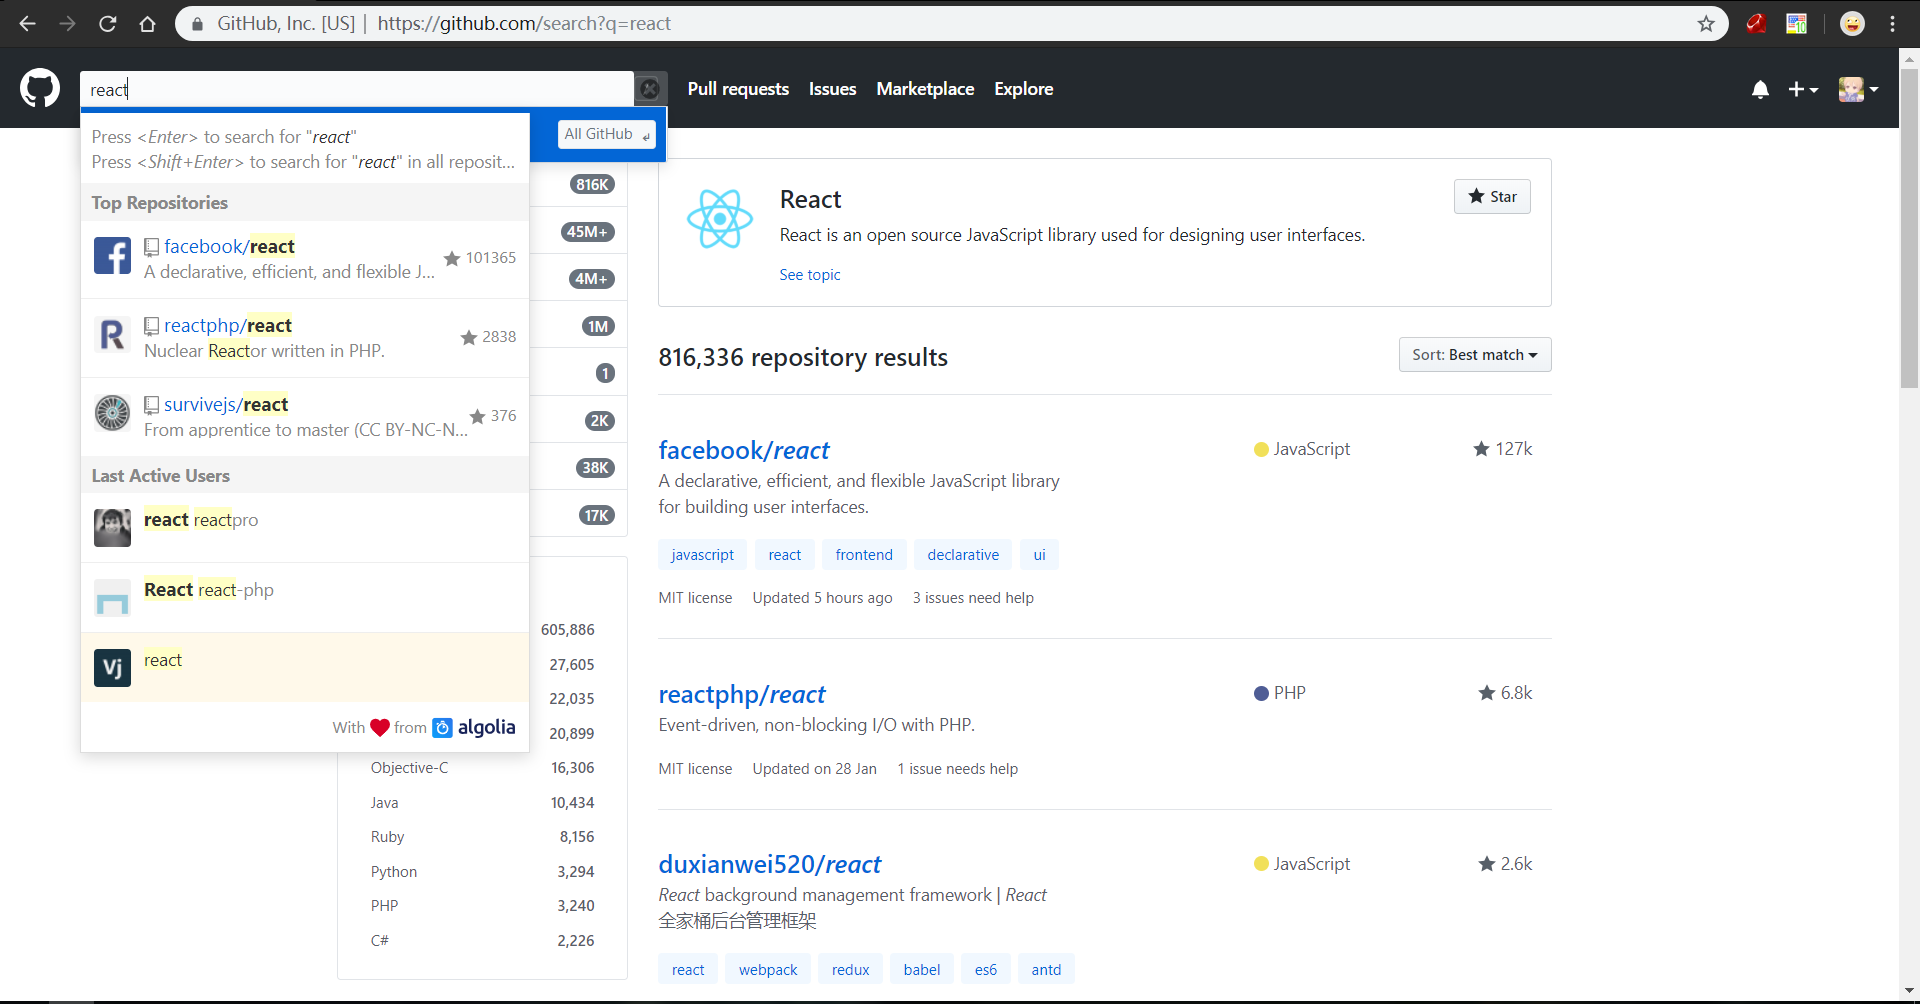 GitHub, Inc. [US] | https://github.com/search?q=react
react
Pull requests
Issues
Marketplace
Explore
Press <Enter> to search for "react"
Press <Shift+Enter> to search for "react" in all reposit...
All GitHub
Top Repositories
facebook/react
A declarative, efficient, and flexible J...
101365
reactphp/react
Nuclear Reactor written in PHP.
2838
survivejs/react
From apprentice to master (CC BY-NC-N...
376
Last Active Users
react reactpro
React react-php
Vj
react
With from algolia
816K
45M+
4M+
1M
1
2K
38K
17K
605,886
27,605
22,035
20,899
Objective-C 16,306
Java 10,434
Ruby 8,156
Python 3,294
PHP 3,240
C# 2,226
React
Star
React is an open source JavaScript library used for designing user interfaces.
See topic
816,336 repository results
Sort: Best match
facebook/react
JavaScript
127k
A declarative, efficient, and flexible JavaScript library
for building user interfaces.
javascript react frontend declarative ui
MIT license Updated 5 hours ago 3 issues need help
reactphp/react
PHP
6.8k
Event-driven, non-blocking I/O with PHP.
MIT license Updated on 28 Jan 1 issue needs help
duxianwei520/react
JavaScript
2.6k
React background management framework | React
全家桶后台管理框架
react webpack redux babel es6 antd